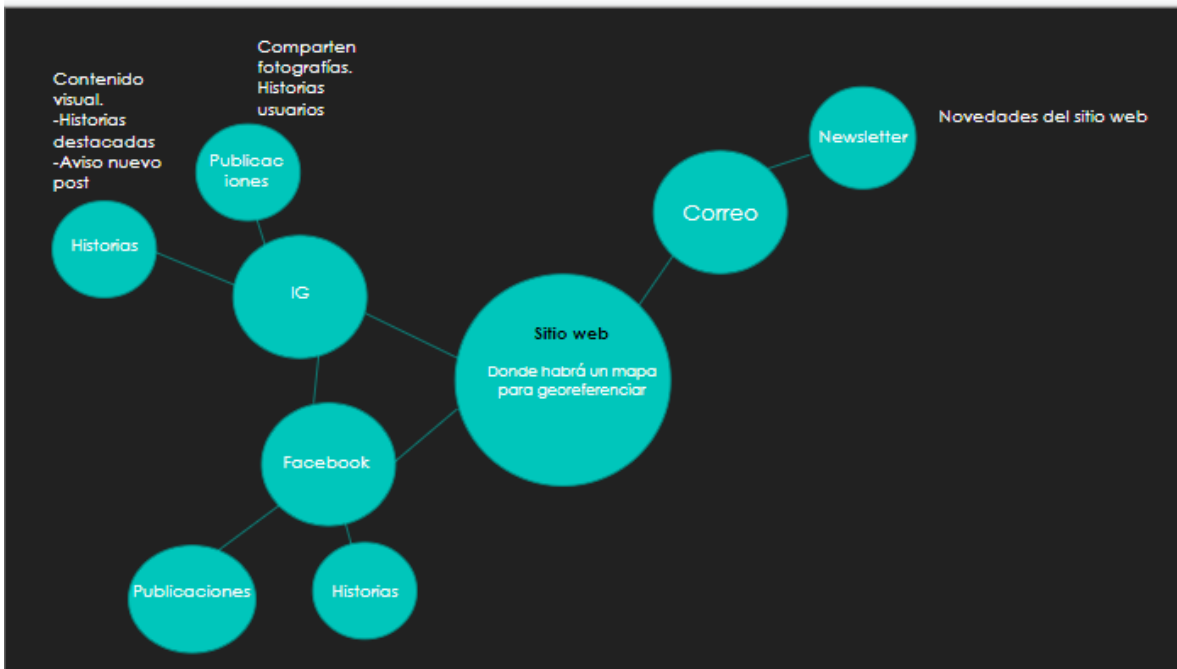 Comparten
fotografías.
Historias
usuarios
Contenido
visual.
-Historias
destacadas
-Aviso nuevo
post
Publicac
iones
Historias
IG
Newsletter
Novedades del sitio web
Correo
Sitio web
Donde habrá un mapa
para georeferenciar
Facebook
Publicaciones
Historias